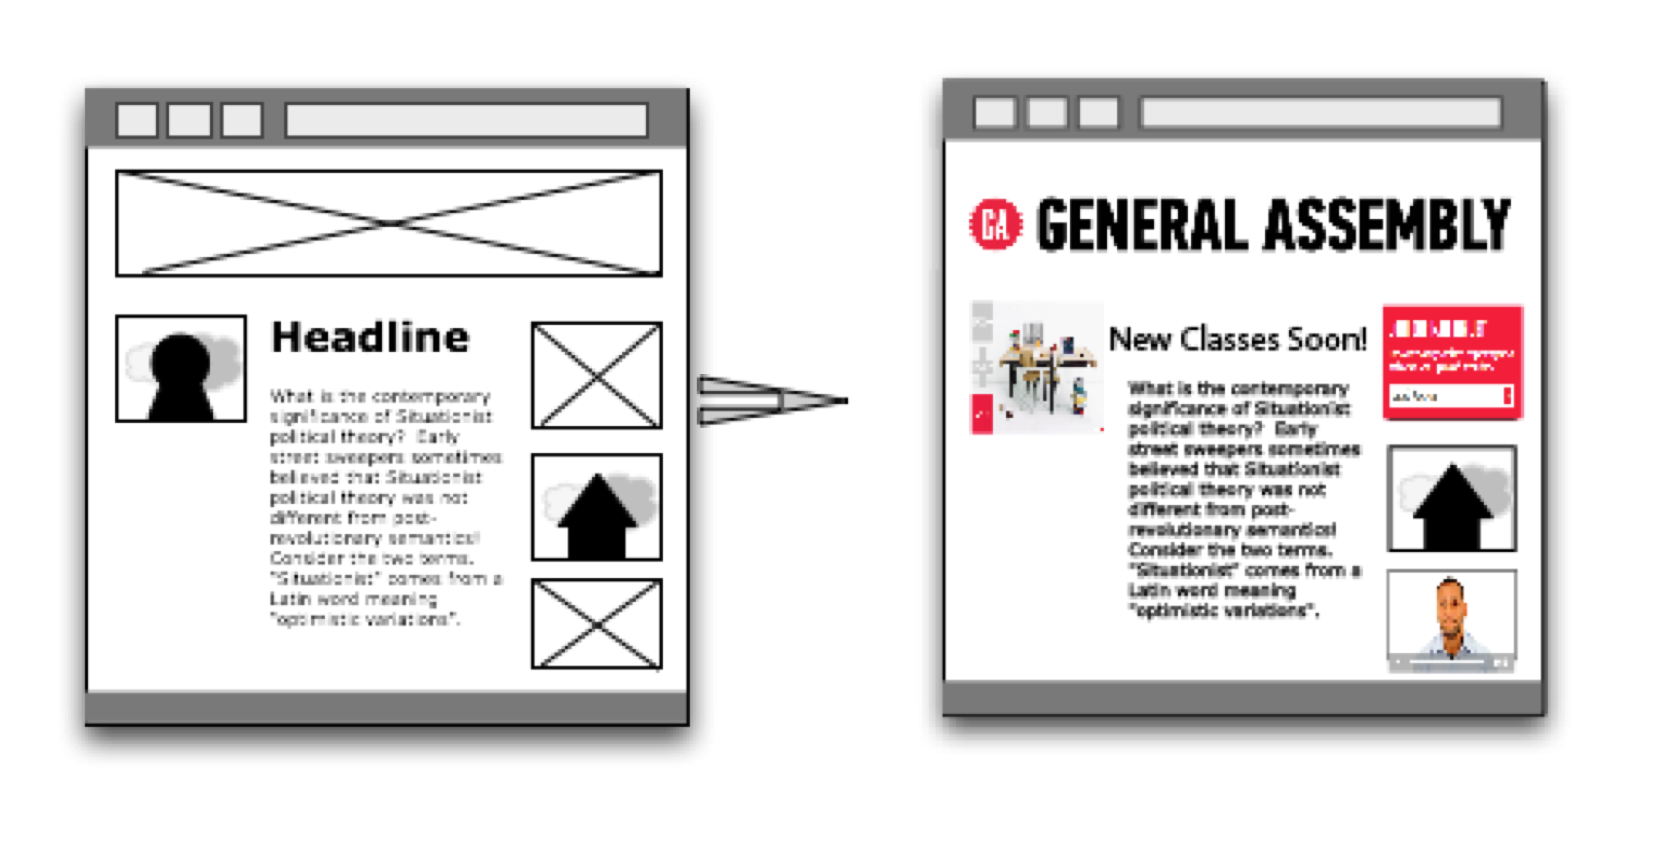 Headline
What is the contemporary
significance of Situationist
political theory?  Early
street sweepers sometimes
believed that Situationist
political theory was not
different from post-
revolutionary semantics!
Consider the two terms.
"Situationist" comes from a
Latin word meaning
"optimistic variations".
GA GENERAL ASSEMBLY
New Classes Soon!
What is the contemporary
significance of Situationist
political theory?  Early
street sweepers sometimes
believed that Situationist
political theory was not
different from post-
revolutionary semantics!
Consider the two terms.
"Situationist" comes from a
Latin word meaning
"optimistic variations".